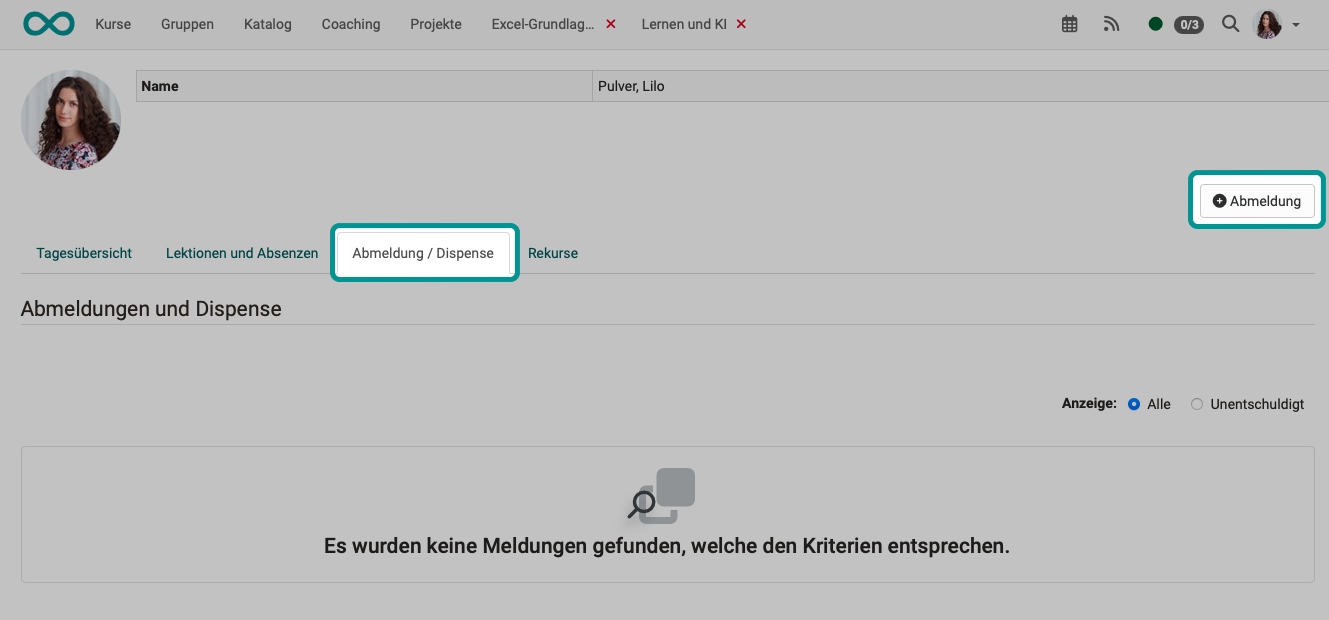 Kurse Gruppen Katalog Coaching Projekte Excel-Grundlag... Lernen und KI 0/3
Name Pulver, Lilo
Abmeldung
Tagesübersicht Lektionen und Absenzen Abmeldung / Dispense Rekurse
Abmeldungen und Dispense
Anzeige: Alle Unentschuldigt
Es wurden keine Meldungen gefunden, welche den Kriterien entsprechen.